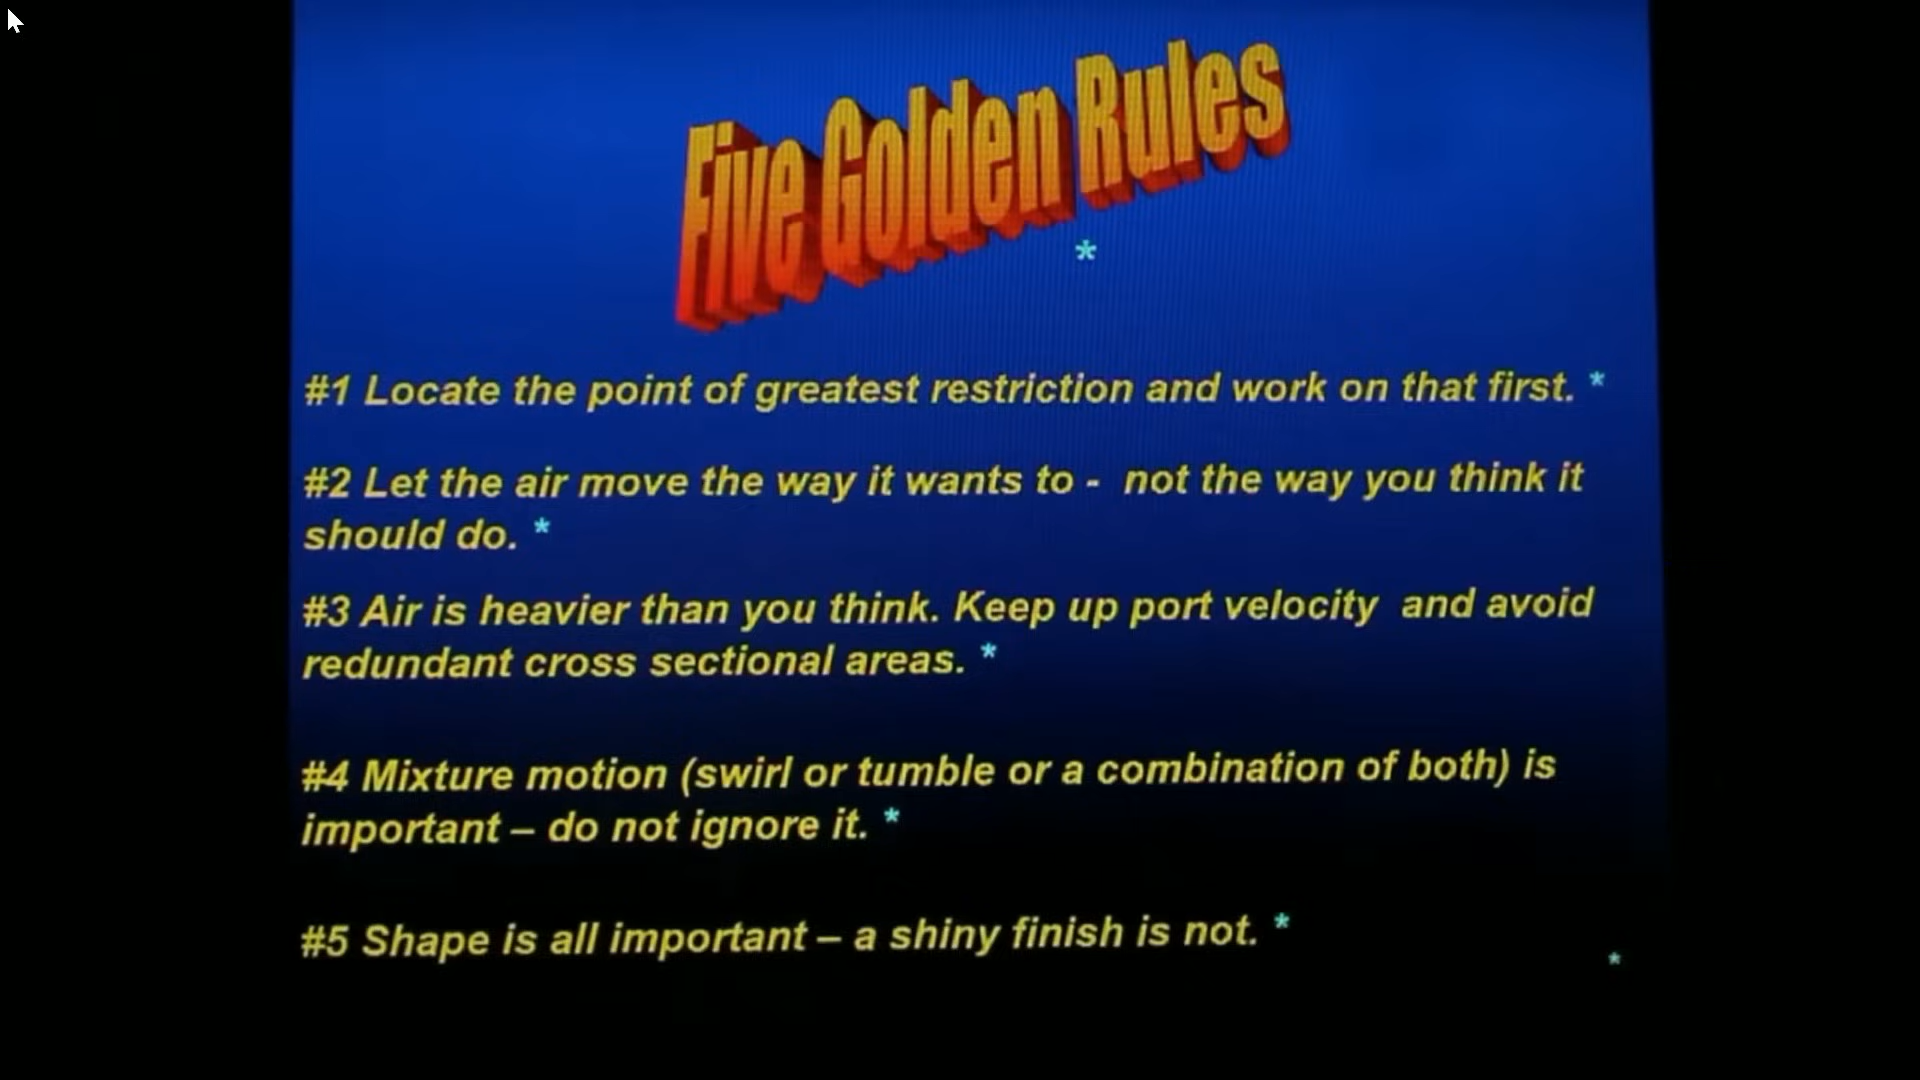 Five Golden Rules
*
#1 Locate the point of greatest restriction and work on that first. *
#2 Let the air move the way it wants to -  not the way you think it
should do. *
#3 Air is heavier than you think. Keep up port velocity  and avoid
redundant cross sectional areas. *
#4 Mixture motion (swirl or tumble or a combination of both) is
important – do not ignore it. *
#5 Shape is all important – a shiny finish is not. *
*